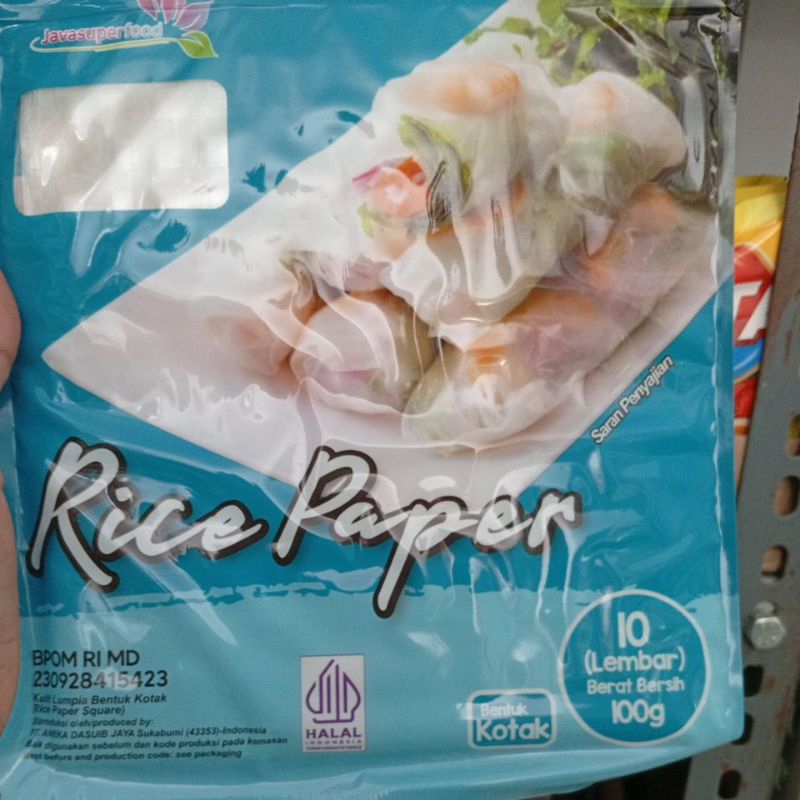 Javasuperfood
Saran Penyajian
Rice Paper
10
(Lembar)
Berat Bersih
100g
Bentuk
Kotak
BPOM RI MD
230928415423
Kulit Lumpia Bentuk Kotak
(Rice Paper Square)
Diproduksi oleh/produced by:
PT. ANEKA DASUIB JAYA Sukabumi (43353)-Indonesia
Baik digunakan sebelum dan kode produksi pada kemasan
Best before and production code: see packaging
HALAL
INDONESIA
TA